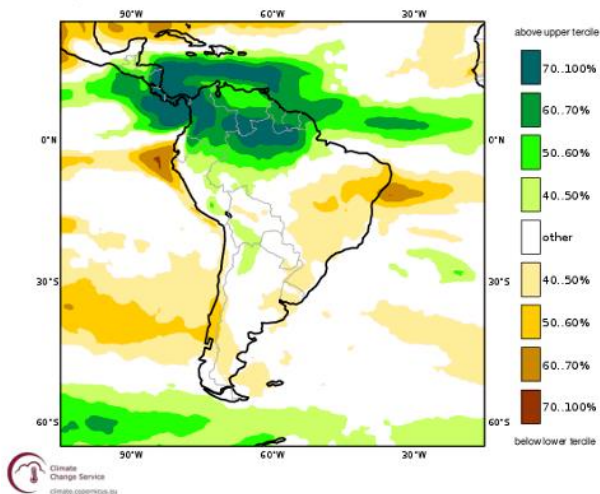 90°W 60°W 30°W
above upper tercile
70..100%
60..70%
50..60%
40..50%
other
40..50%
50..60%
60..70%
70..100%
below lower tercile
0°N 0°N
30°S 30°S
60°S 60°S
90°W 60°W 30°W
Climate
Change Service
climate.copernicus.eu